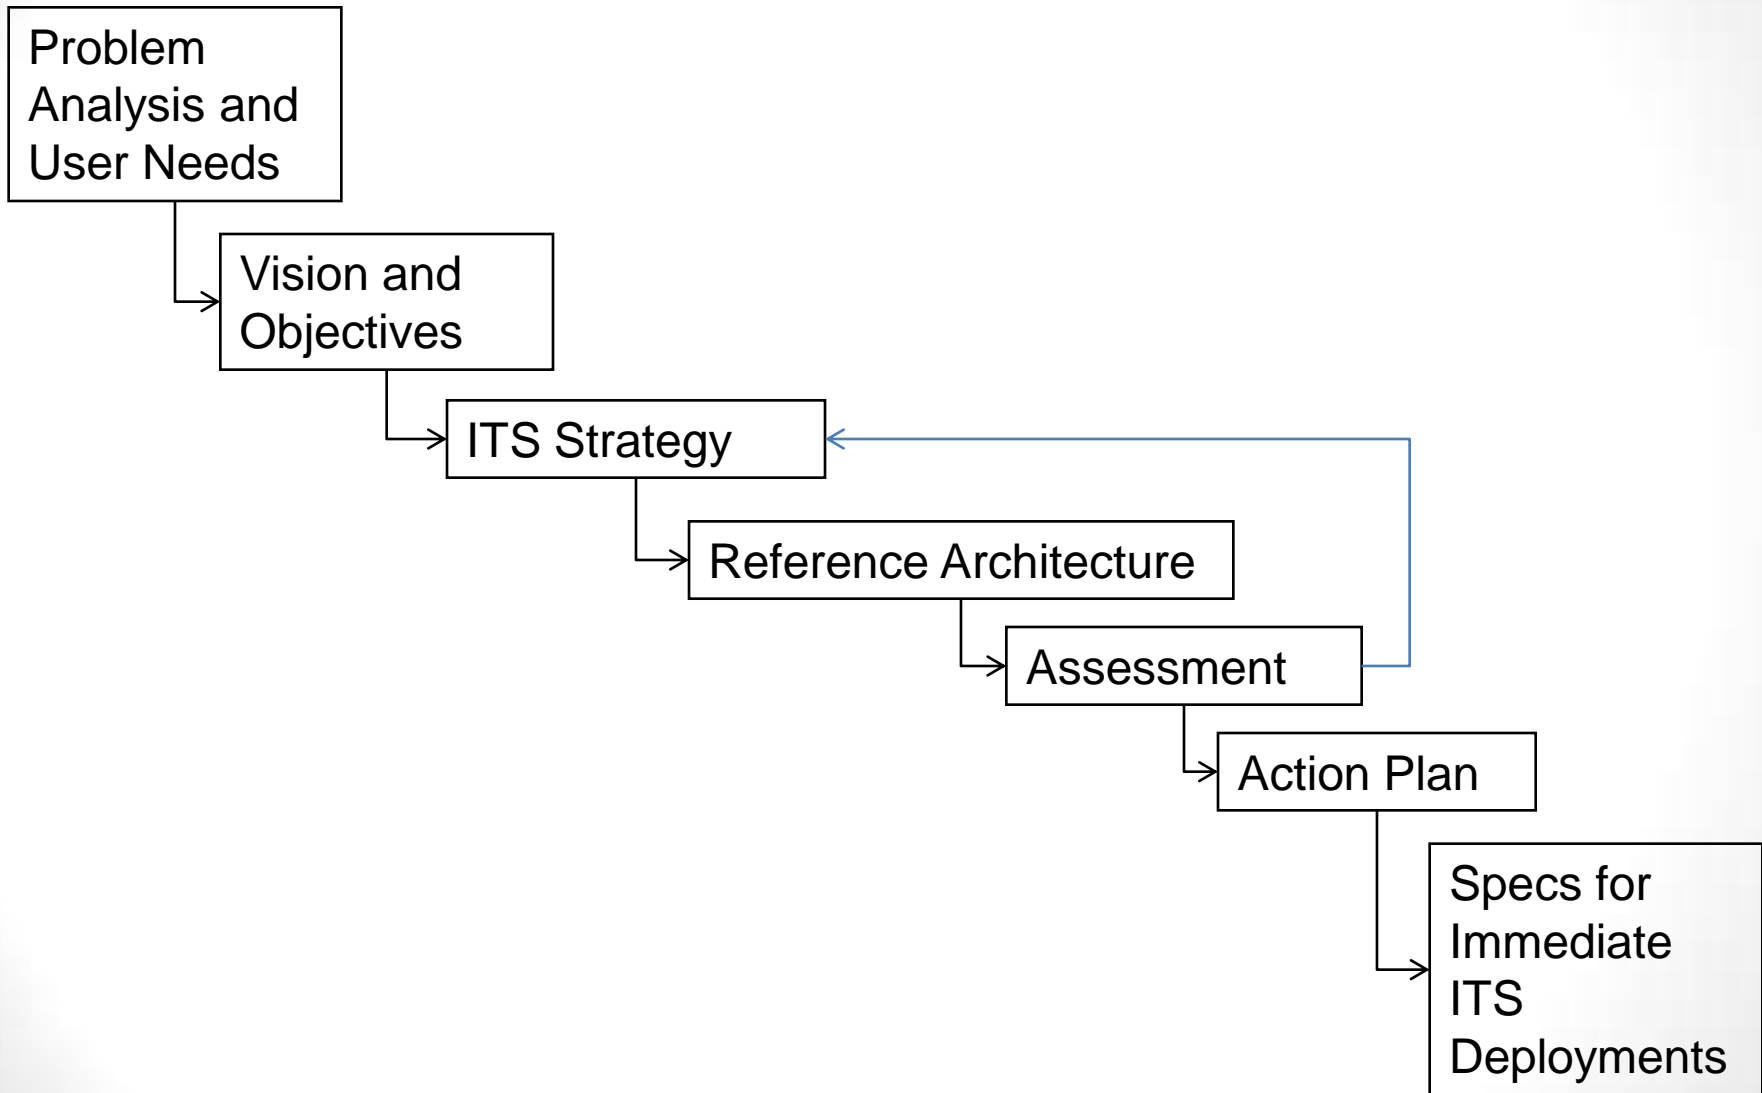 Problem
Analysis and
User Needs
Vision and
Objectives
ITS Strategy
Reference Architecture
Assessment
Action Plan
Specs for
Immediate
ITS
Deployments